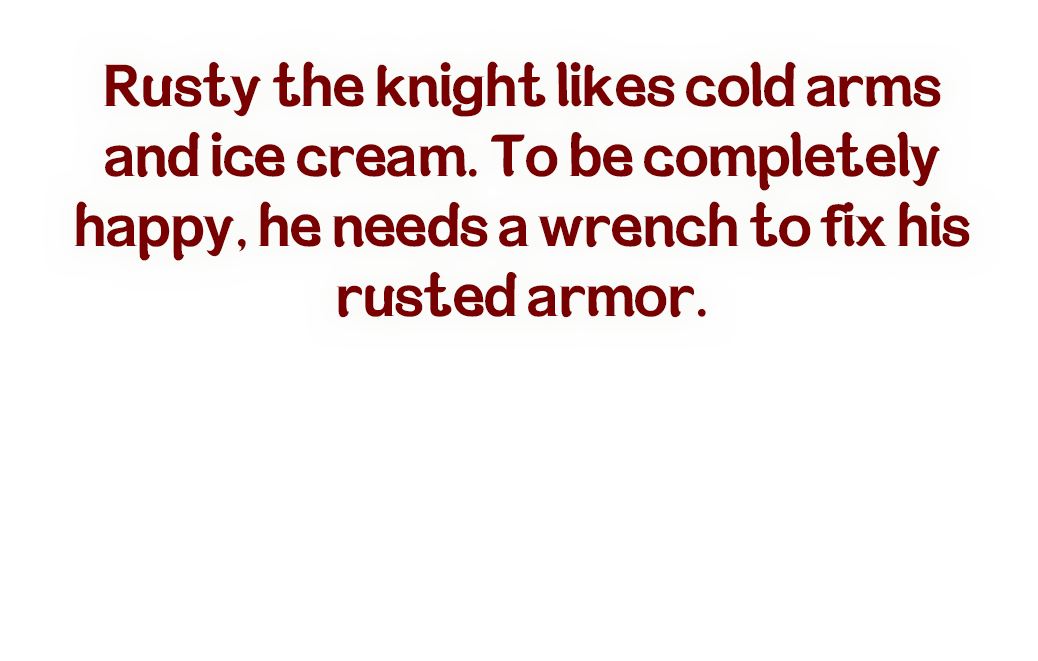 Rusty the knight likes cold arms
and ice cream. To be completely
happy, he needs a wrench to fix his
rusted armor.